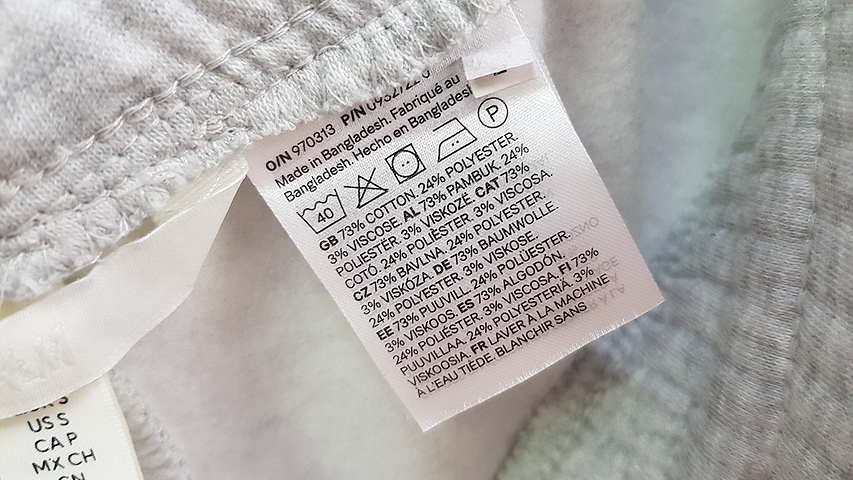 O/N 970313 P/N
Made in Bangladesh. Fabriqué au
Bangladesh. Hecho en Bangladesh.
40
P
GB 73% COTTON. 24% POLYESTER.
3% VISCOSE. AL 73% PAMBUK. 24%
POLIESTËR. 3% VISKOZË. CAT 73%
COTÓ. 24% POLIÈSTER. 3% VISCOSA.
CZ 73% BAVLNA. 24% POLYESTER.
3% VISKÓZA. DE 73% BAUMWOLLE
24% POLYESTER. 3% VISKOSE.
EE 73% PUUVILL. 24% POLÜESTER.
3% VISKOOS. ES 73% ALGODÓN.
24% POLIÉSTER. 3% VISCOSA. FI 73%
PUUVILLAA. 24% POLYESTERIÄ. 3%
VISKOOSIA. FR LAVER À LA MACHINE
À L'EAU TIÈDE. BLANCHIR SANS
US S
CA P
MX CH